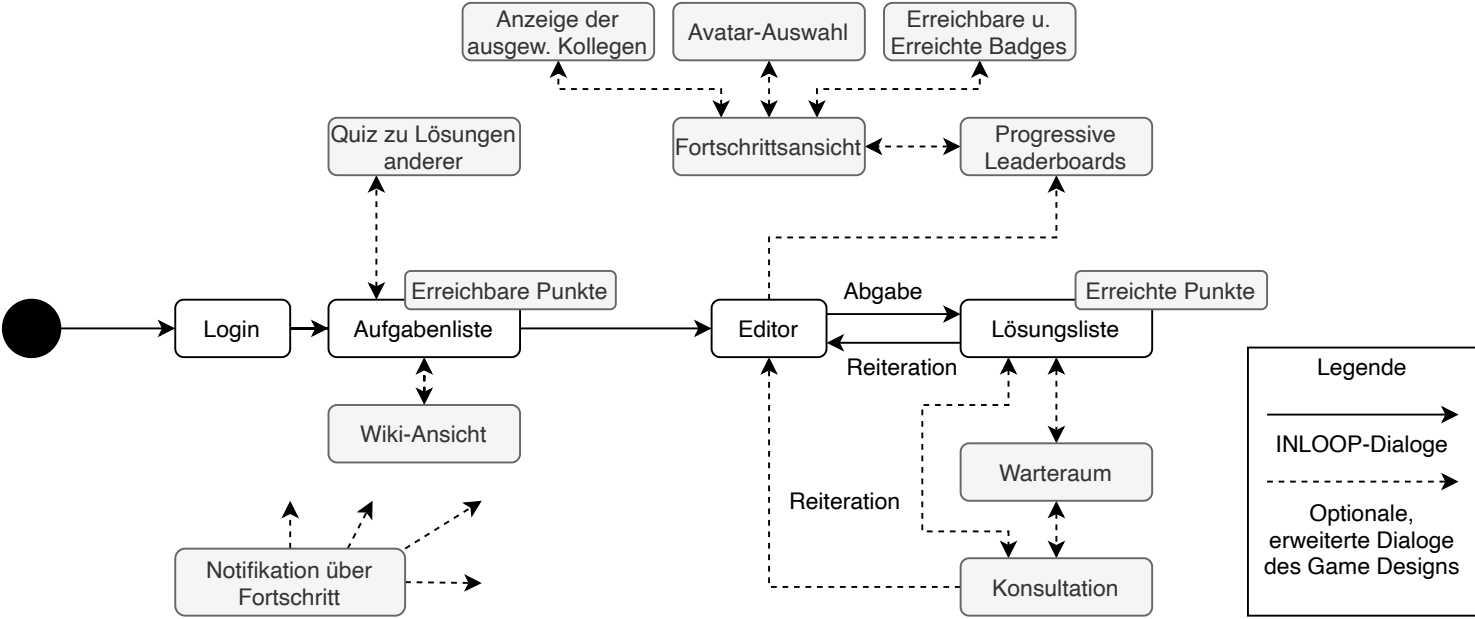 Anzeige der
ausgew. Kollegen
Avatar-Auswahl
Erreichbare u.
Erreichte Badges
Quiz zu Lösungen
anderer
Fortschrittsansicht
Progressive
Leaderboards
Erreichbare Punkte
Abgabe
Erreichte Punkte
Login
Aufgabenliste
Editor
Lösungsliste
Reiteration
Wiki-Ansicht
Warteraum
Reiteration
Notifikation über
Fortschritt
Konsultation
Legende
INLOOP-Dialoge
Optionale,
erweiterte Dialoge
des Game Designs